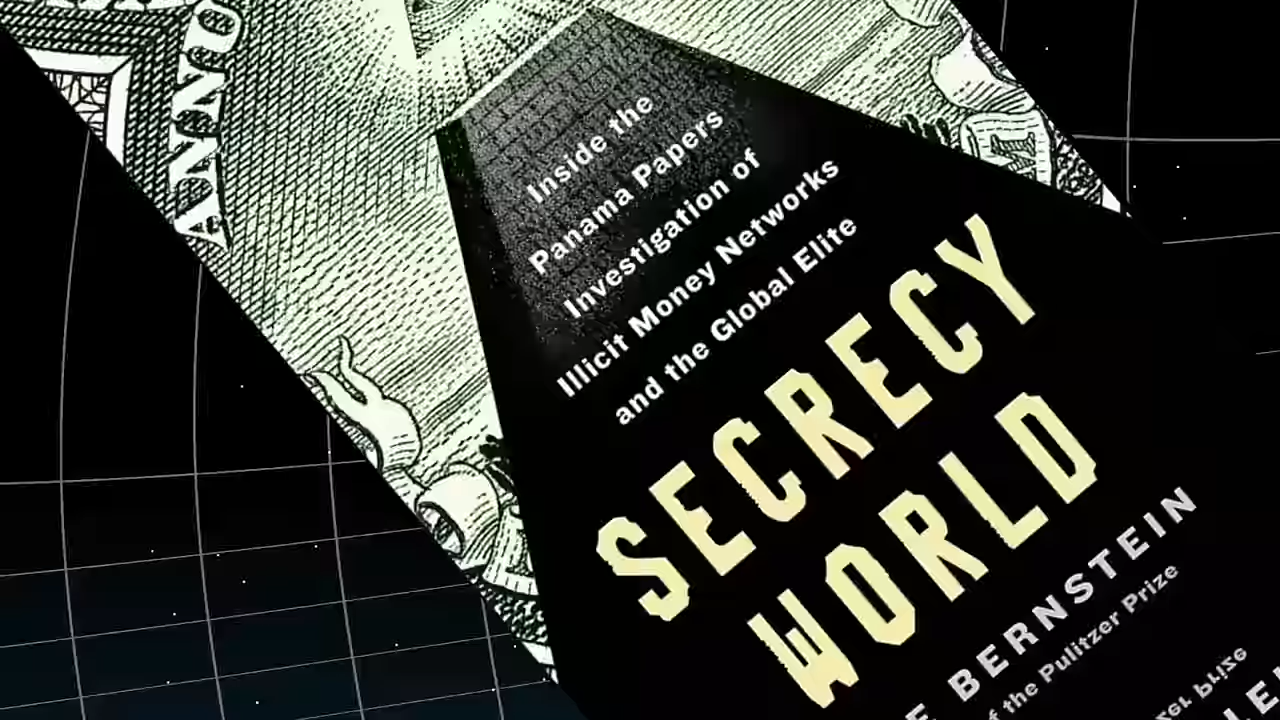 Inside the
Panama Papers
Investigation of
Illicit Money Networks
and the Global Elite
SECRECY
WORLD
E BERNSTEIN
f the Pulitzer Prize